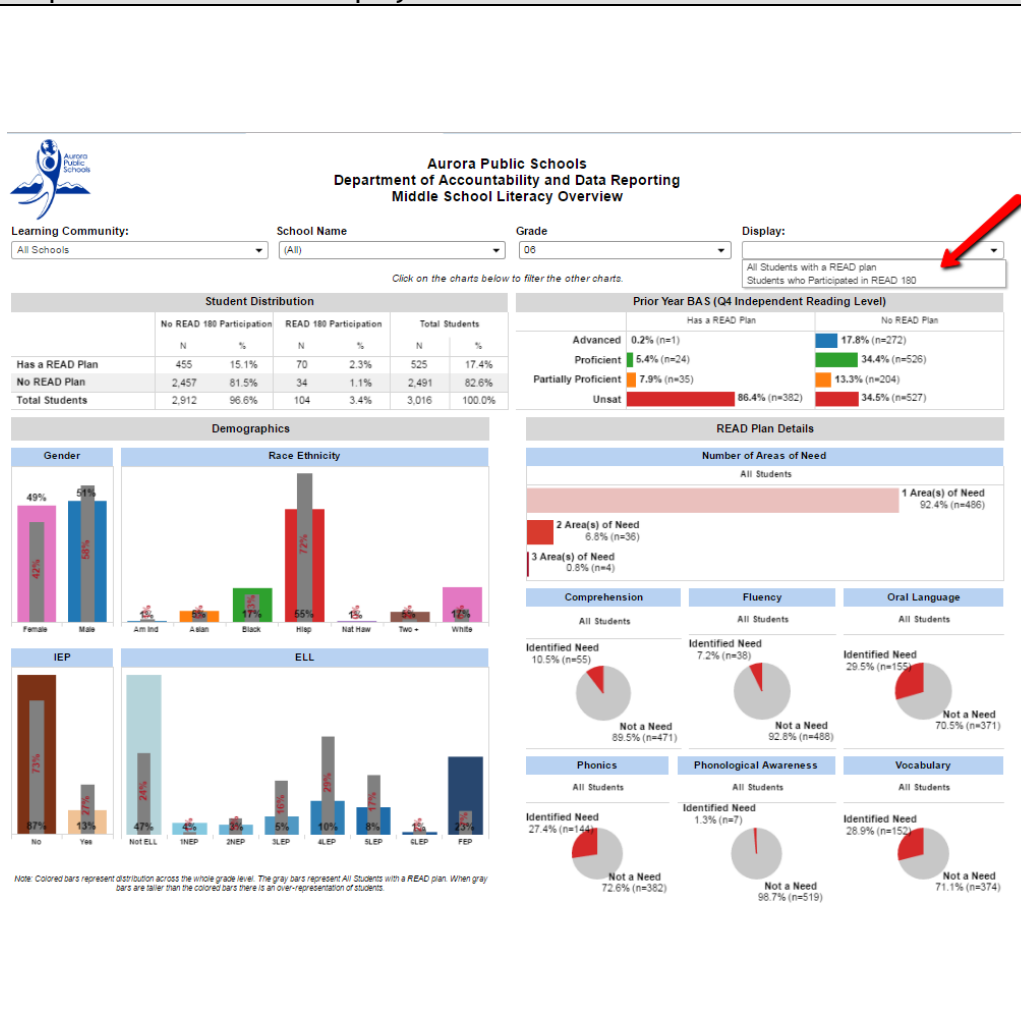 Aurora
Public
Schools
Aurora Public Schools
Department of Accountability and Data Reporting
Middle School Literacy Overview
Learning Community: School Name Grade Display:
All Schools (All) 06
All Students with a READ plan
Students who Participated in READ 180
Click on the charts below to filter the other charts.
Student Distribution
No READ 180 Participation READ 180 Participation Total Students
N % N % N %
Has a READ Plan 455 15.1% 70 2.3% 525 17.4%
No READ Plan 2,457 81.5% 34 1.1% 2,491 82.6%
Total Students 2,912 96.6% 104 3.4% 3,016 100.0%
Prior Year BAS (Q4 Independent Reading Level)
Has a READ Plan No READ Plan
Advanced 0.2% (n=1) 17.8% (n=272)
Proficient 5.4% (n=24) 34.4% (n=526)
Partially Proficient 7.9% (n=35) 13.3% (n=204)
Unsat 86.4% (n=382) 34.5% (n=527)
Demographics
Gender
49% 51%
42% 58%
Female Male
Race Ethnicity
72%
1% 5% 17% 55% 1% 5% 17%
Am Ind Asian Black Hisp Nat Haw Two + White
IEP
73% 27%
87% 13%
No Yes
ELL
24% 16% 29% 17%
47% 4% 3% 5% 10% 8% 1% 23%
Not ELL 1NEP 2NEP 3LEP 4LEP 5LEP 6LEP FEP
Note: Colored bars represent distribution across the whole grade level. The gray bars represent All Students with a READ plan. When gray
bars are taller than the colored bars there is an over-representation of students.
READ Plan Details
Number of Areas of Need
All Students
1 Area(s) of Need
92.4% (n=486)
2 Area(s) of Need
6.8% (n=36)
3 Area(s) of Need
0.8% (n=4)
Comprehension
All Students
Identified Need
10.5% (n=55)
Not a Need
89.5% (n=471)
Fluency
All Students
Identified Need
7.2% (n=38)
Not a Need
92.8% (n=488)
Oral Language
All Students
Identified Need
29.5% (n=155)
Not a Need
70.5% (n=371)
Phonics
All Students
Identified Need
27.4% (n=144)
Not a Need
72.6% (n=382)
Phonological Awareness
All Students
Identified Need
1.3% (n=7)
Not a Need
98.7% (n=519)
Vocabulary
All Students
Identified Need
28.9% (n=152)
Not a Need
71.1% (n=374)